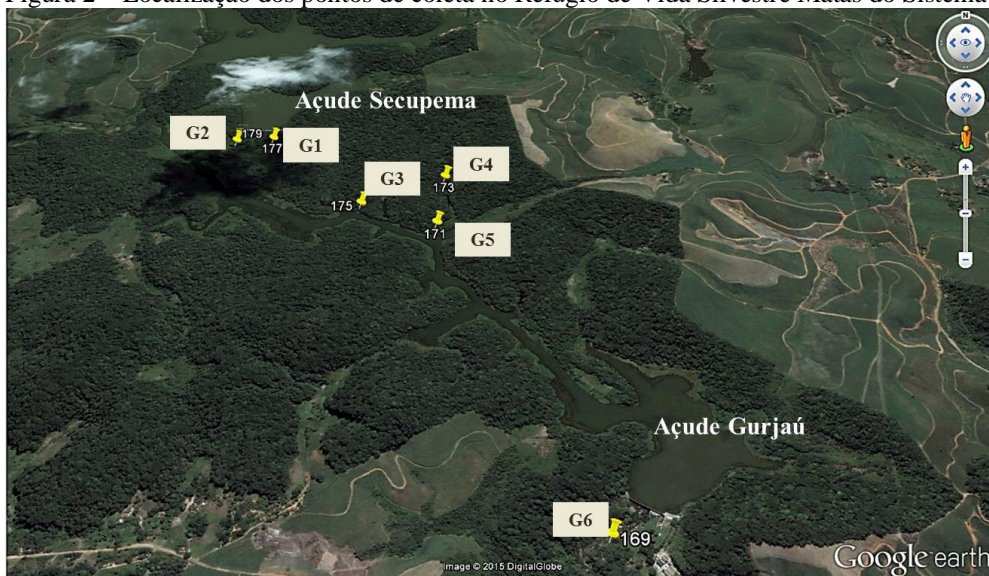 Figura 2 – Localização dos pontos de coleta no Refúgio de Vida Silvestre Matas do Sistema
N
Açude Secupema
G2
179
177
G1
G4
173
G3
175
171
G5
Açude Gurjaú
G6
169
Image © 2015 DigitalGlobe
Google earth